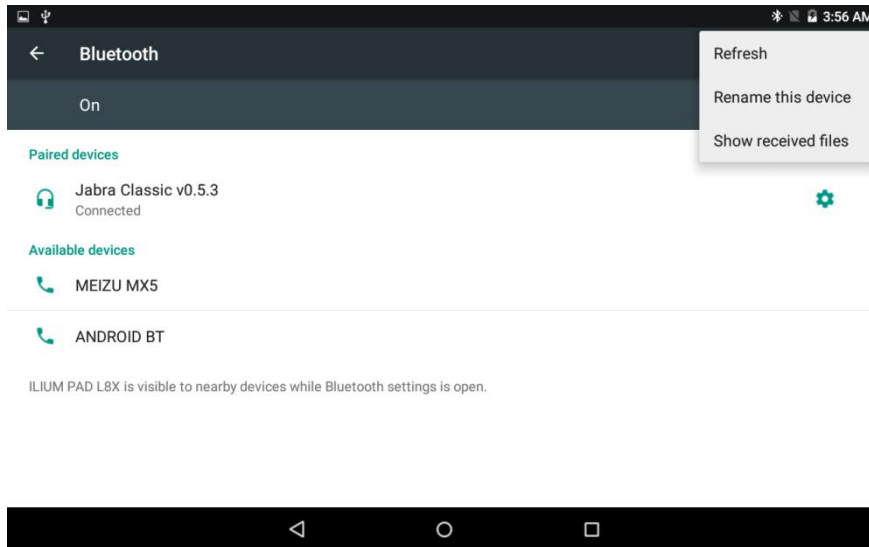 3:56 AM
Bluetooth
On
Refresh
Rename this device
Show received files
Paired devices
Jabra Classic v0.5.3
Connected
Available devices
MEIZU MX5
ANDROID BT
ILIUM PAD L8X is visible to nearby devices while Bluetooth settings is open.